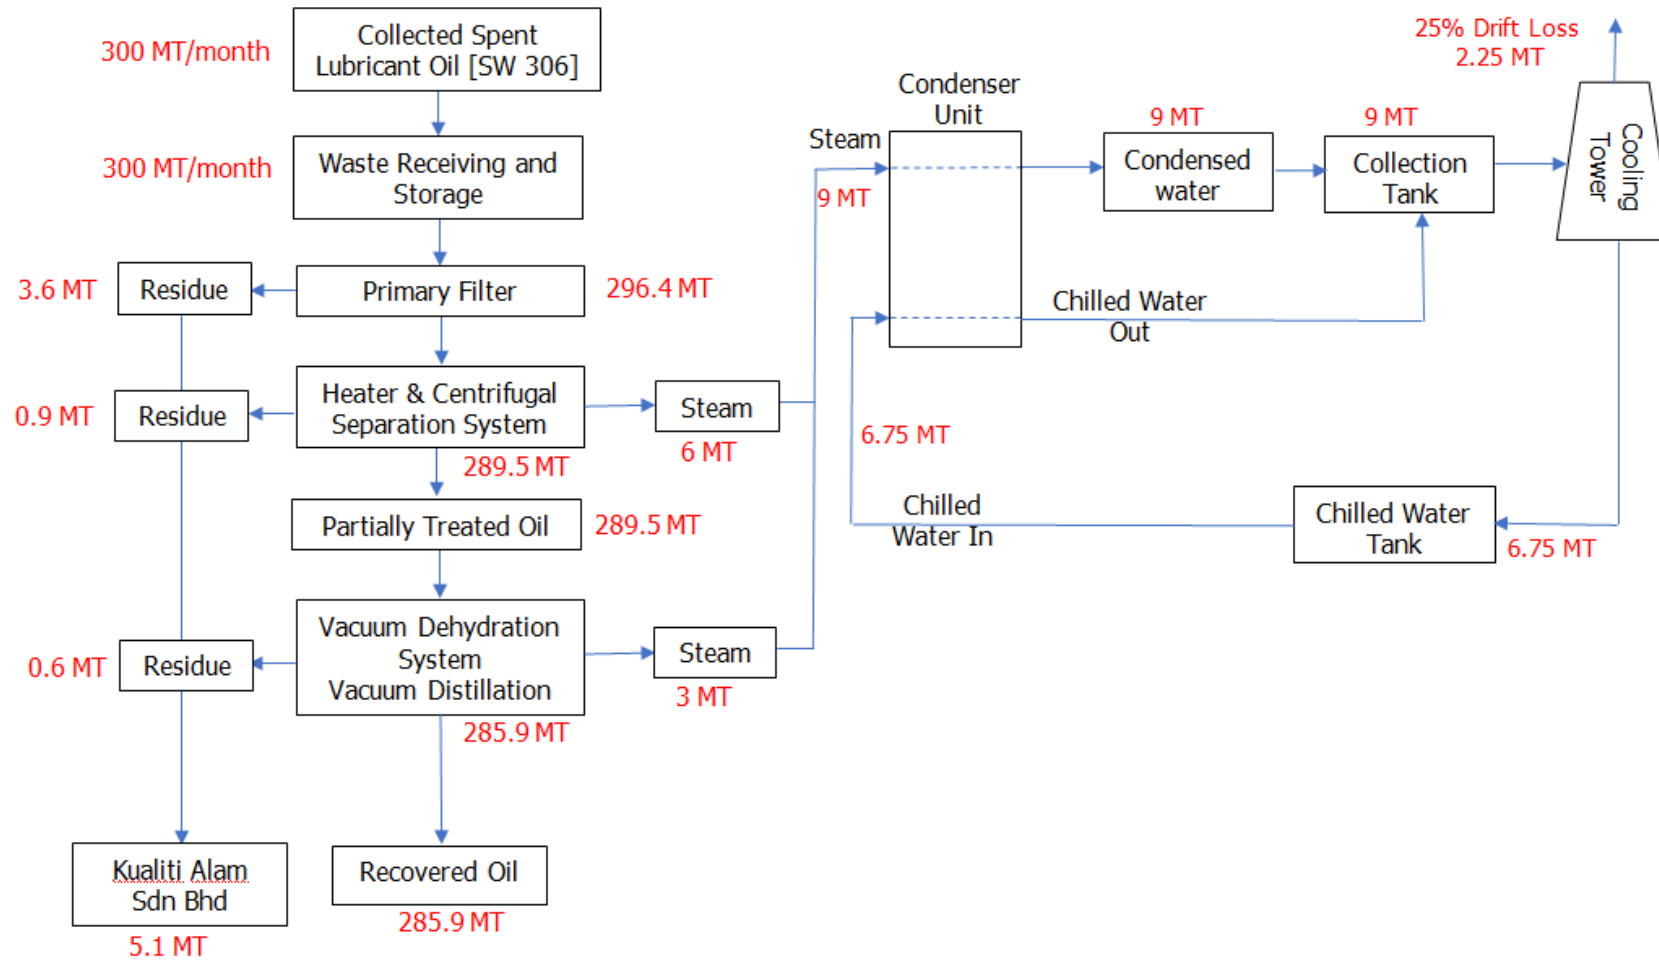 300 MT/month
Collected Spent
Lubricant Oil [SW 306]
300 MT/month
Waste Receiving and
Storage
3.6 MT
Residue
Primary Filter
296.4 MT
0.9 MT
Residue
Heater & Centrifugal
Separation System
289.5 MT
Steam
6 MT
Partially Treated Oil
289.5 MT
0.6 MT
Residue
Vacuum Dehydration
System
Vacuum Distillation
285.9 MT
Steam
3 MT
Kualiti Alam
Sdn Bhd
5.1 MT
Recovered Oil
285.9 MT
Steam
9 MT
Condenser
Unit
9 MT
Condensed
water
9 MT
Collection
Tank
25% Drift Loss
2.25 MT
Cooling
Tower
Chilled Water
Out
6.75 MT
Chilled
Water In
Chilled Water
Tank
6.75 MT